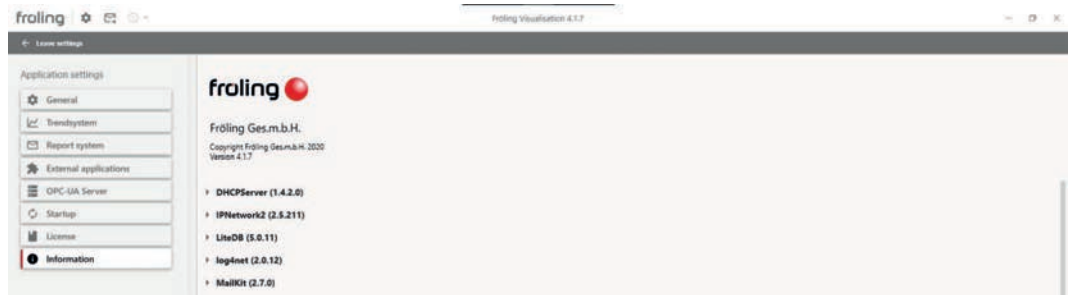 froling
Fröling Visualisation 4.1.7
Leave settings
Application settings
General
Trendsystem
Report system
External applications
OPC-UA Server
Startup
License
Information
froling
Fröling Ges.m.b.H.
Copyright Fröling Ges.m.b.H. 2020
Version 4.1.7
DHCPServer (1.4.2.0)
IPNetwork2 (2.5.211)
LiteDB (5.0.11)
log4net (2.0.12)
MailKit (2.7.0)